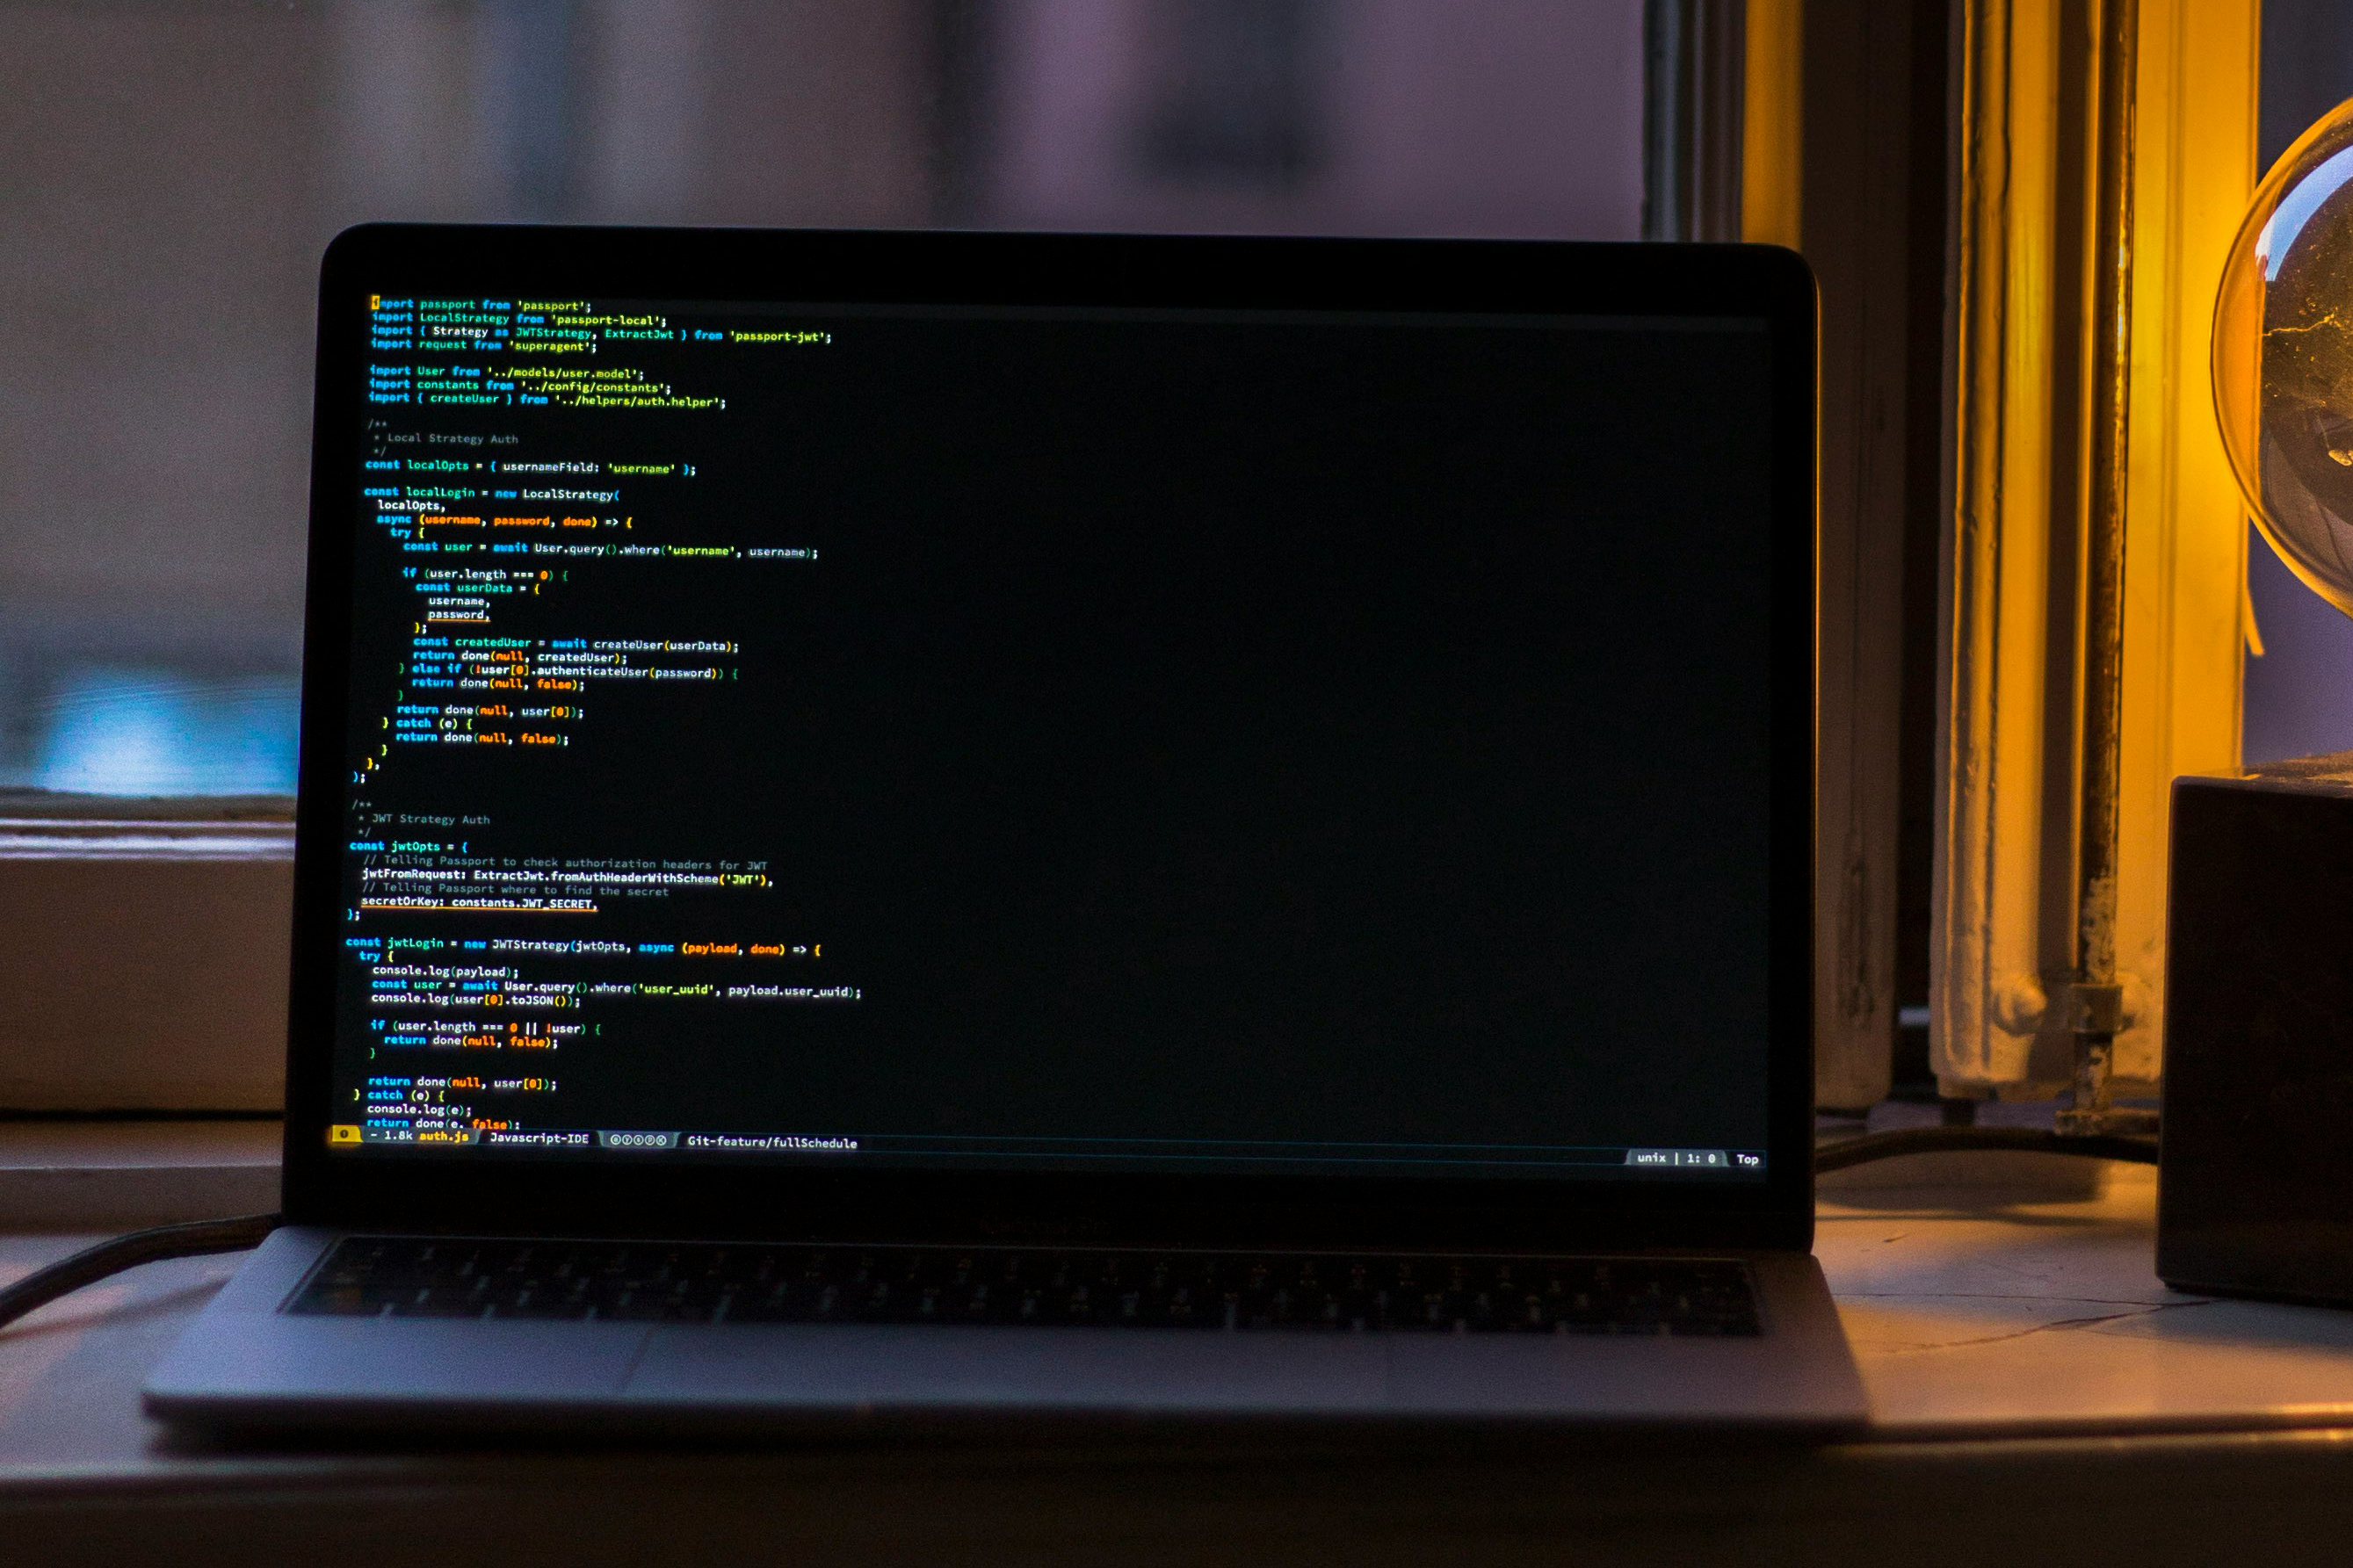 import passport from 'passport';
import LocalStrategy from 'passport-local';
import { Strategy as JWTStrategy, ExtractJwt } from 'passport-jwt';
import request from 'superagent';
import User from '../models/user.model';
import constants from '../config/constants';
import { createUser } from '../helpers/auth.helper';
/**
* Local Strategy Auth
*/
const localOpts = { usernameField: 'username' };
const localLogin = new LocalStrategy(
localOpts,
async (username, password, done) => {
try {
const user = await User.query().where('username', username);
if (user.length === 0) {
const userData = {
username,
password,
};
const createdUser = await createUser(userData);
return done(null, createdUser);
} else if (!user[0].authenticateUser(password)) {
return done(null, false);
}
return done(null, user[0]);
} catch (e) {
return done(null, false);
}
},
);
/**
* JWT Strategy Auth
*/
const jwtOpts = {
// Telling Passport to check authorization headers for JWT
jwtFromRequest: ExtractJwt.fromAuthHeaderWithScheme('JWT'),
// Telling Passport where to find the secret
secretOrKey: constants.JWT_SECRET,
};
const jwtLogin = new JWTStrategy(jwtOpts, async (payload, done) => {
try {
console.log(payload);
const user = await User.query().where('user_uuid', payload.user_uuid);
console.log(user[0].toJSON());
if (user.length === 0 || !user) {
return done(null, false);
}
return done(null, user[0]);
} catch (e) {
console.log(e);
return done(e, false);
- 1.8k auth.js Javascript-IDE Git-feature/fullSchedule unix | 1: 0 Top